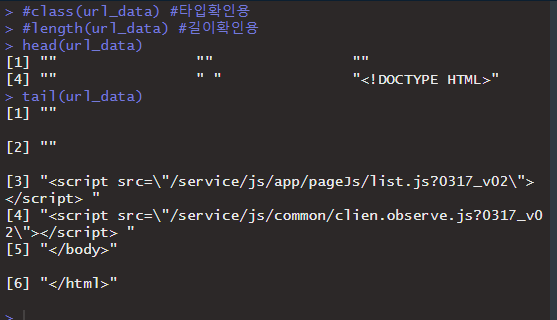 > #class(url_data) #타입확인용
> #length(url_data) #길이확인용
> head(url_data)
[1] "" "" ""
[4] "" " " "<!DOCTYPE HTML>"
> tail(url_data)
[1] ""
[2] ""
[3] "<script src=\"/service/js/app/pageJs/list.js?0317_v02\">
</script> "
[4] "<script src=\"/service/js/common/clien.observe.js?0317_v0
2\"></script> "
[5] "</body>"
[6] "</html>"
>